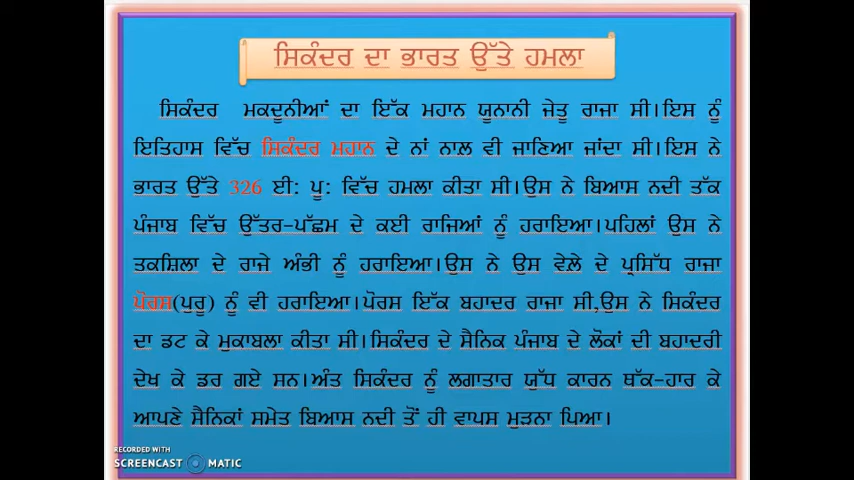 ਸਿਕੰਦਰ ਦਾ ਭਾਰਤ ਉੱਤੇ ਹਮਲਾ
ਸਿਕੰਦਰ ਮਕਦੂਨੀਆਂ ਦਾ ਇੱਕ ਮਹਾਨ ਯੂਨਾਨੀ ਜੇਤੂ ਰਾਜਾ ਸੀ।ਇਸ ਨੂੰ
ਇਤਿਹਾਸ ਵਿੱਚ ਸਿਕੰਦਰ ਮਹਾਨ ਦੇ ਨਾਂ ਨਾਲ਼ ਵੀ ਜਾਣਿਆ ਜਾਂਦਾ ਸੀ।ਇਸ ਨੇ
ਭਾਰਤ ਉੱਤੇ 326 ਈ: ਪੂ: ਵਿੱਚ ਹਮਲਾ ਕੀਤਾ ਸੀ।ਉਸ ਨੇ ਬਿਆਸ ਨਦੀ ਤੱਕ
ਪੰਜਾਬ ਵਿੱਚ ਉੱਤਰ-ਪੱਛਮ ਦੇ ਕਈ ਰਾਜਿਆਂ ਨੂੰ ਹਰਾਇਆ।ਪਹਿਲਾਂ ਉਸ ਨੇ
ਤਕਸ਼ਿਲਾ ਦੇ ਰਾਜੇ ਅੰਭੀ ਨੂੰ ਹਰਾਇਆ।ਉਸ ਨੇ ਉਸ ਵੇਲ਼ੇ ਦੇ ਪ੍ਰਸਿੱਧ ਰਾਜਾ
ਪੋਰਸ(ਪੁਰੂ) ਨੂੰ ਵੀ ਹਰਾਇਆ।ਪੋਰਸ ਇੱਕ ਬਹਾਦਰ ਰਾਜਾ ਸੀ,ਉਸ ਨੇ ਸਿਕੰਦਰ
ਦਾ ਡਟ ਕੇ ਮੁਕਾਬਲਾ ਕੀਤਾ ਸੀ।ਸਿਕੰਦਰ ਦੇ ਸੈਨਿਕ ਪੰਜਾਬ ਦੇ ਲੋਕਾਂ ਦੀ ਬਹਾਦਰੀ
ਦੇਖ ਕੇ ਡਰ ਗਏ ਸਨ।ਅੰਤ ਸਿਕੰਦਰ ਨੂੰ ਲਗਾਤਾਰ ਯੁੱਧ ਕਾਰਨ ਥੱਕ-ਹਾਰ ਕੇ
ਆਪਣੇ ਸੈਨਿਕਾਂ ਸਮੇਤ ਬਿਆਸ ਨਦੀ ਤੋਂ ਹੀ ਵਾਪਸ ਮੁੜਨਾ ਪਿਆ।
RECORDED WITH
SCREENCAST MATIC